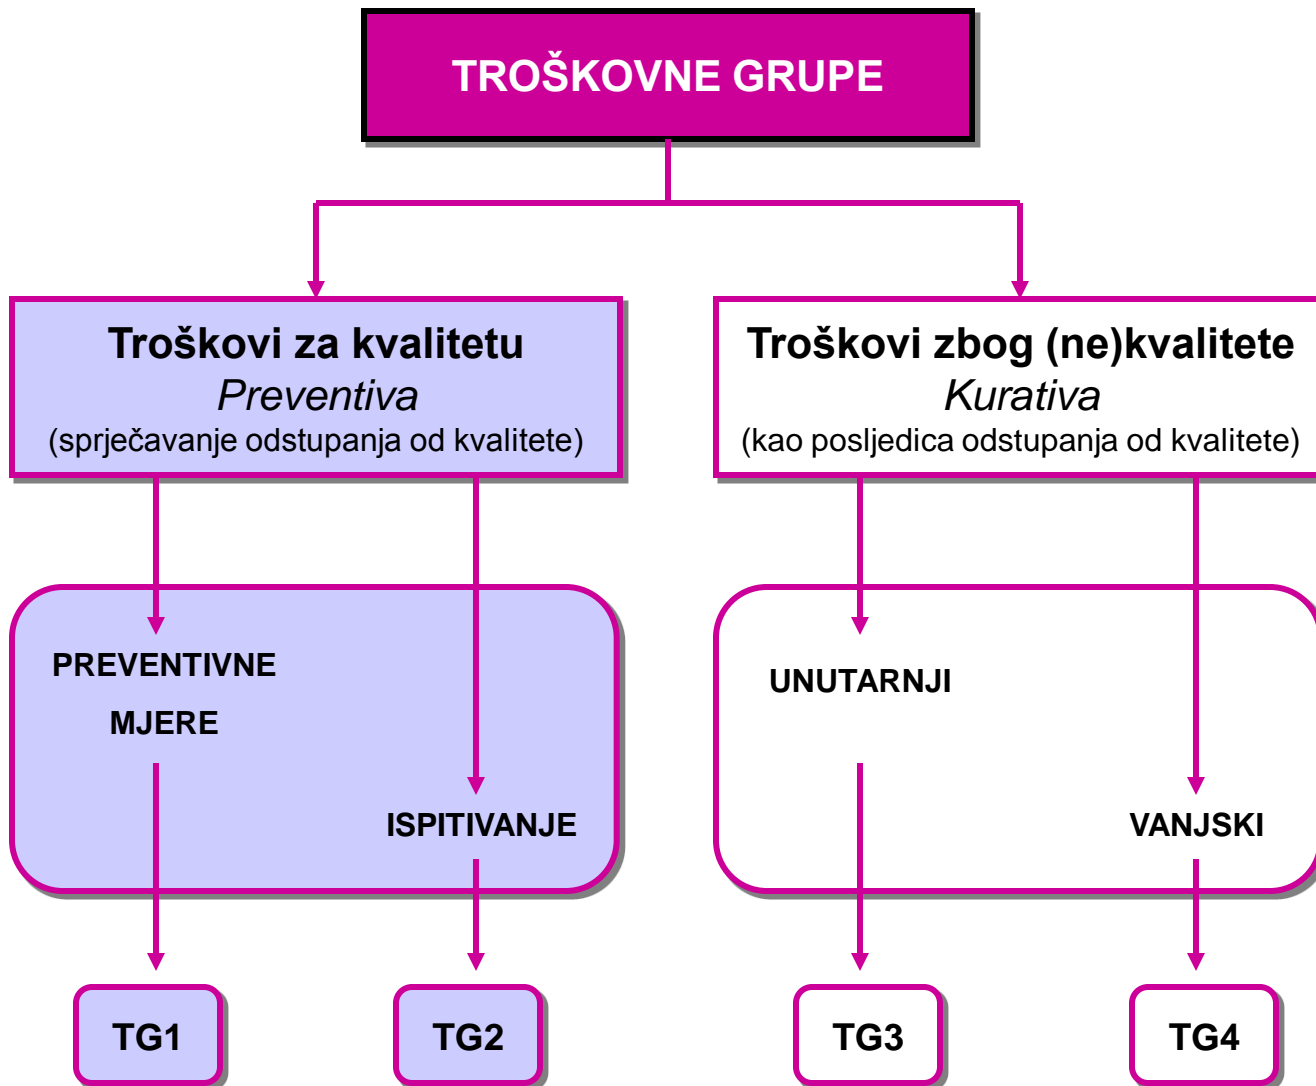 TROŠKOVNE GRUPE
Troškovi za kvalitetu
Preventiva
(sprječavanje odstupanja od kvalitete)
Troškovi zbog (ne)kvalitete
Kurativa
(kao posljedica odstupanja od kvalitete)
PREVENTIVNE
MJERE
ISPITIVANJE
UNUTARNJI
VANJSKI
TG1
TG2
TG3
TG4